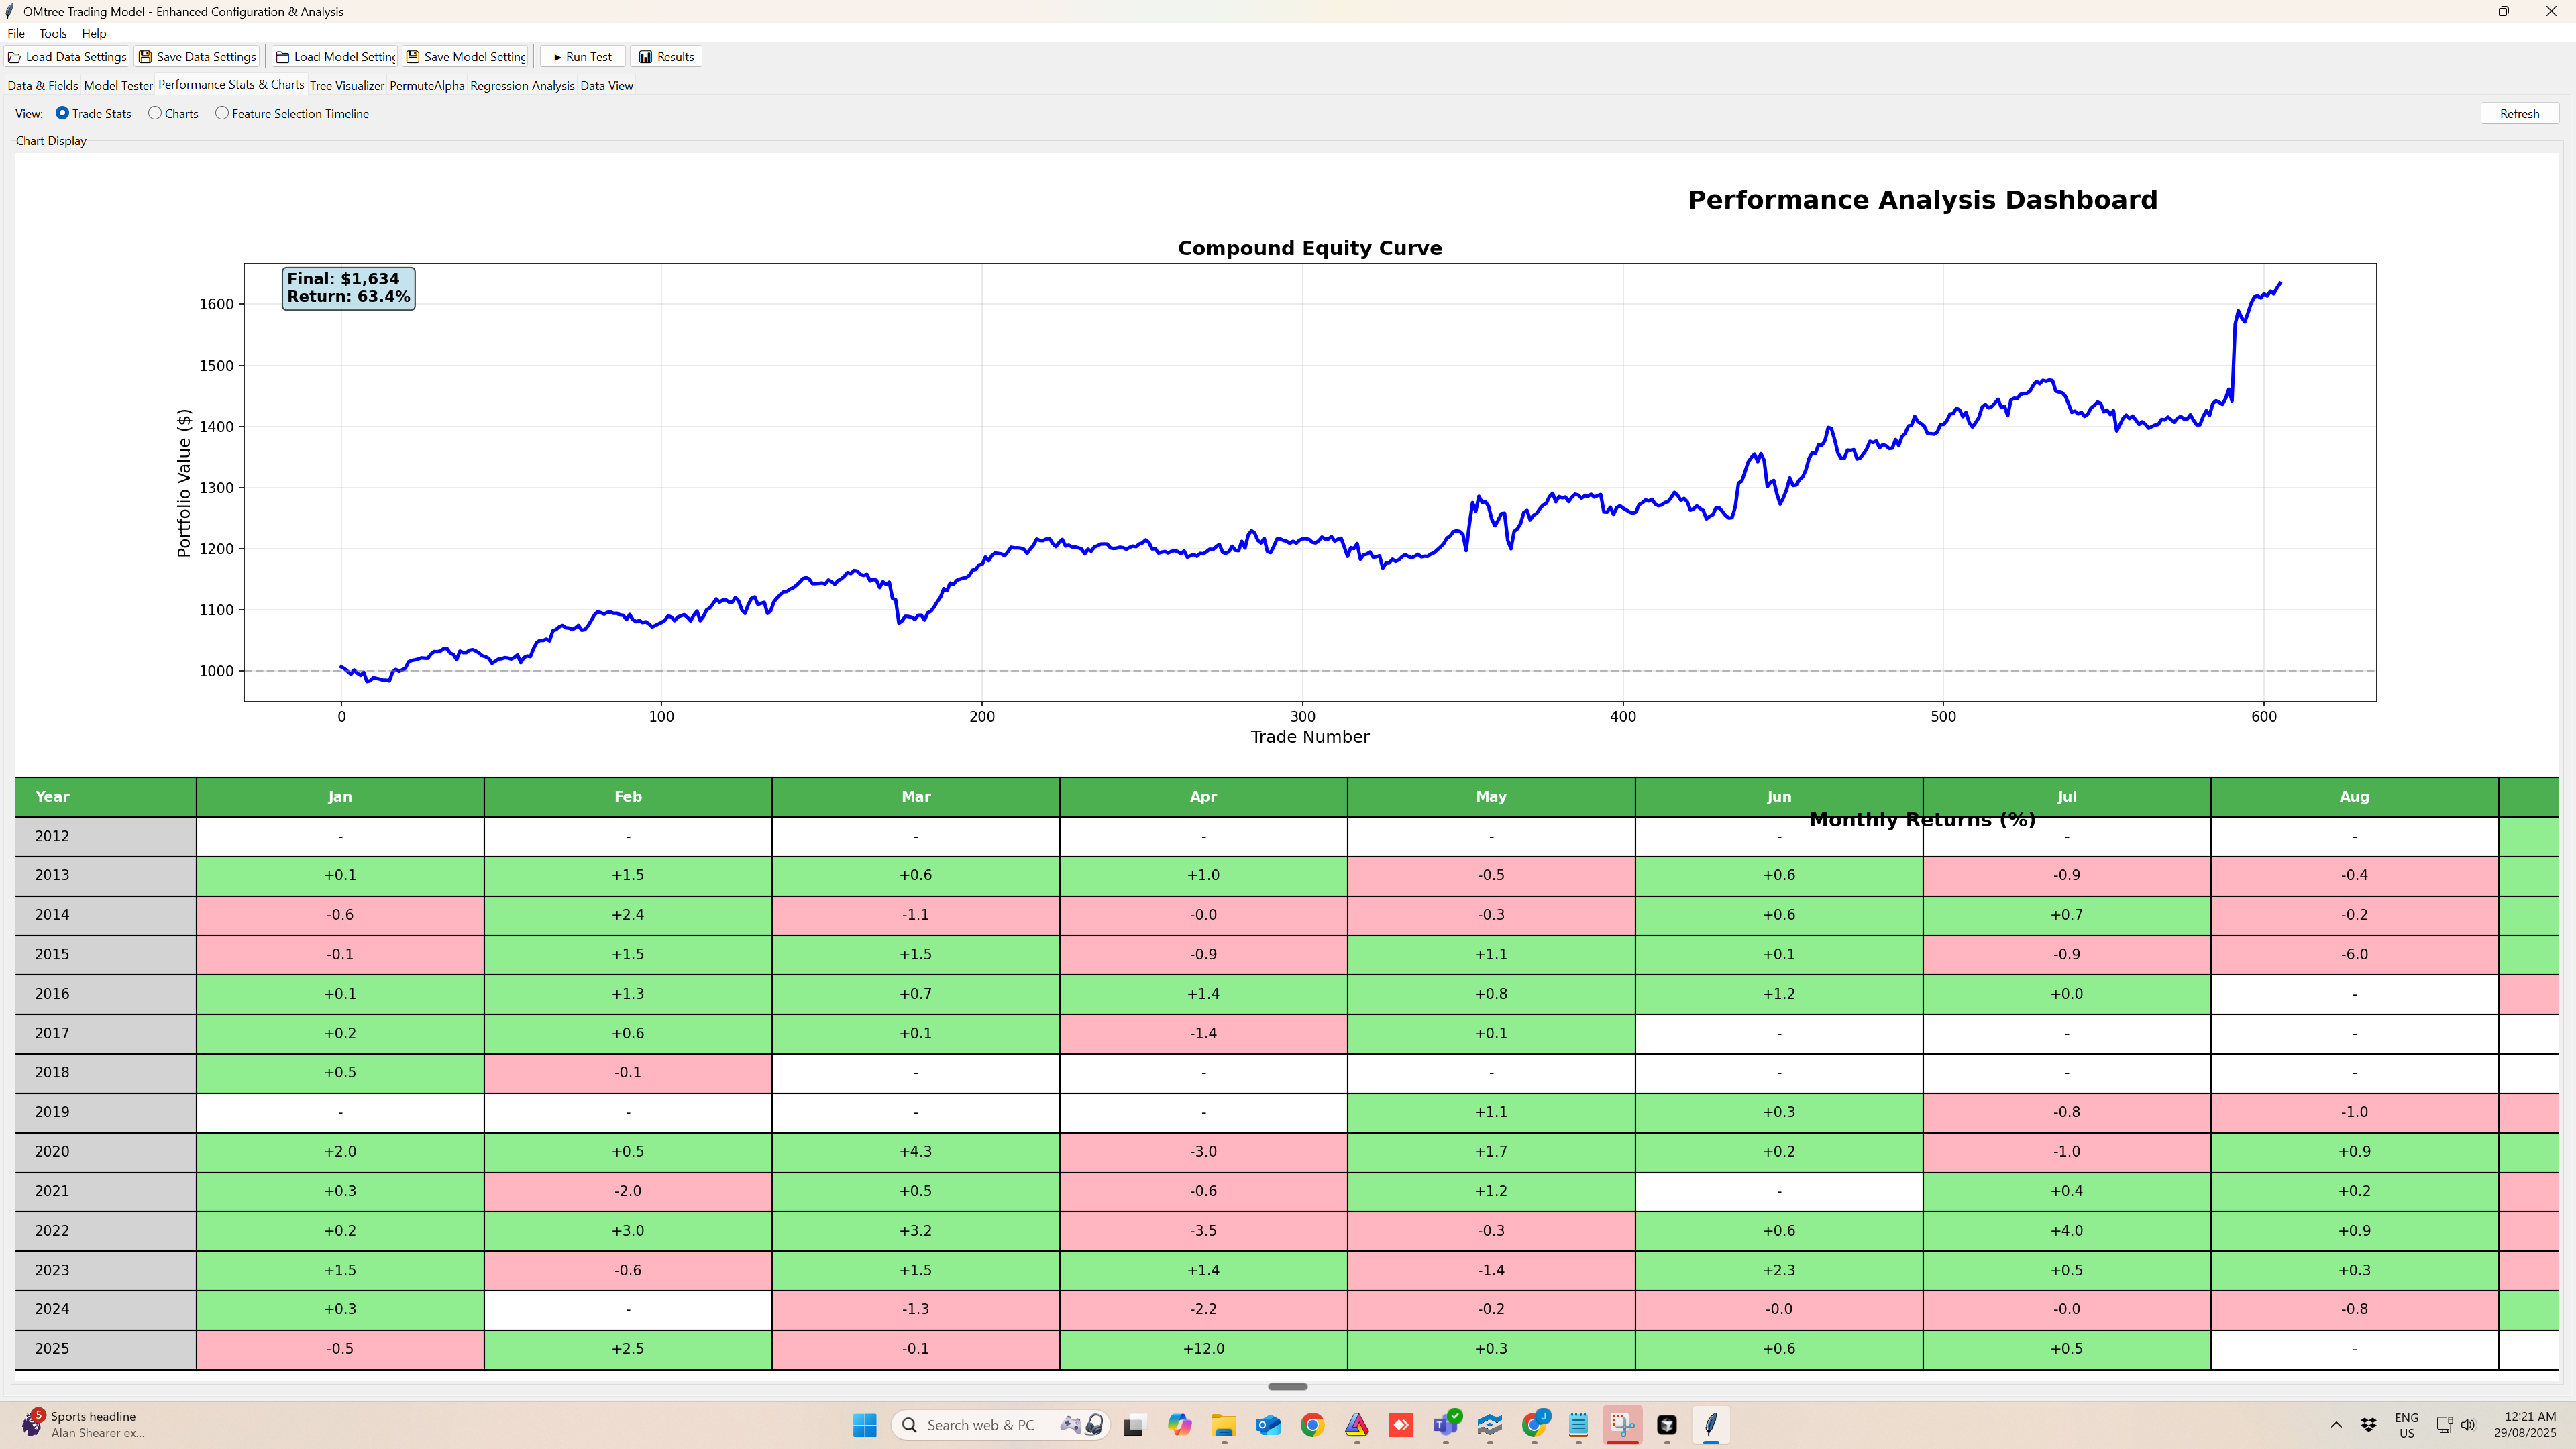 OMtree Trading Model - Enhanced Configuration & Analysis
File Tools Help
Load Data Settings Save Data Settings Load Model Setting Save Model Setting Run Test Results
Data & Fields Model Tester Performance Stats & Charts Tree Visualizer PermuteAlpha Regression Analysis Data View
View: Trade Stats Charts Feature Selection Timeline Refresh
Chart Display
Performance Analysis Dashboard
Compound Equity Curve
Final: $1,634
Return: 63.4%
Portfolio Value ($)
1600
1500
1400
1300
1200
1100
1000
0 100 200 300 400 500 600
Trade Number
Year Jan Feb Mar Apr May Jun Jul Aug
Monthly Returns (%)
2012 - - - - - - - -
2013 +0.1 +1.5 +0.6 +1.0 -0.5 +0.6 -0.9 -0.4
2014 -0.6 +2.4 -1.1 -0.0 -0.3 +0.6 +0.7 -0.2
2015 -0.1 +1.5 +1.5 -0.9 +1.1 +0.1 -0.9 -6.0
2016 +0.1 +1.3 +0.7 +1.4 +0.8 +1.2 +0.0 -
2017 +0.2 +0.6 +0.1 -1.4 +0.1 - - -
2018 +0.5 -0.1 - - - - - -
2019 - - - - +1.1 +0.3 -0.8 -1.0
2020 +2.0 +0.5 +4.3 -3.0 +1.7 +0.2 -1.0 +0.9
2021 +0.3 -2.0 +0.5 -0.6 +1.2 - +0.4 +0.2
2022 +0.2 +3.0 +3.2 -3.5 -0.3 +0.6 +4.0 +0.9
2023 +1.5 -0.6 +1.5 +1.4 -1.4 +2.3 +0.5 +0.3
2024 +0.3 - -1.3 -2.2 -0.2 -0.0 -0.0 -0.8
2025 -0.5 +2.5 -0.1 +12.0 +0.3 +0.6 +0.5 -
5 Sports headline
Alan Shearer ex...
Search web & PC
T
J
ENG
US
12:21 AM
29/08/2025